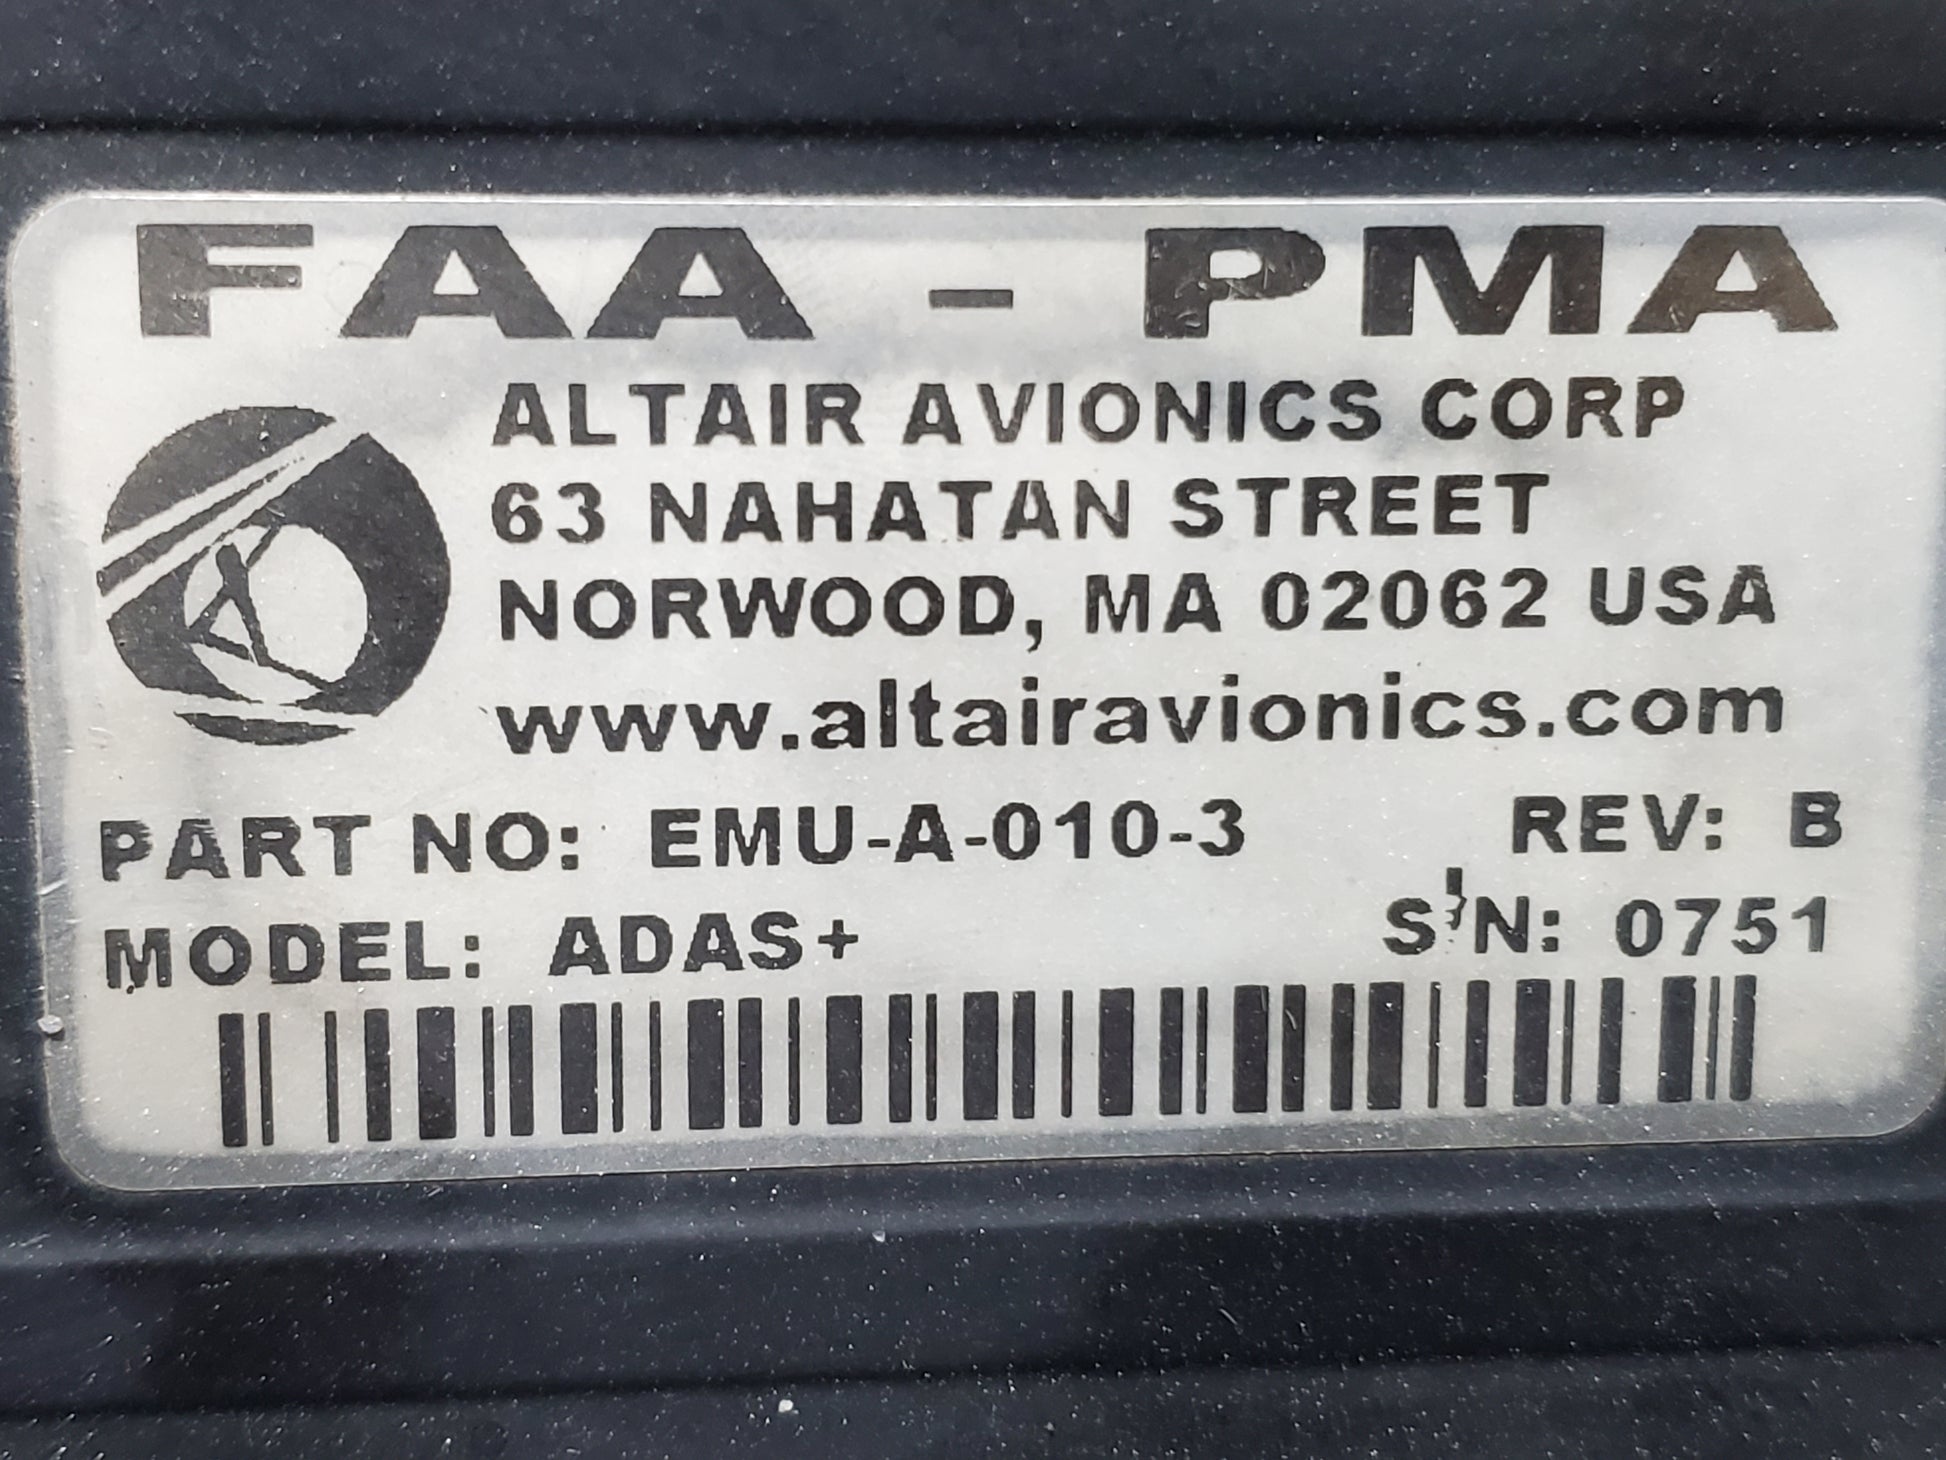 FAA - PMA
ALTAIR AVIONICS CORP
63 NAHATAN STREET
NORWOOD, MA 02062 USA
www.altairavionics.com
PART NO: EMU-A-010-3 REV: B
MODEL: ADAS+ S/N: 0751